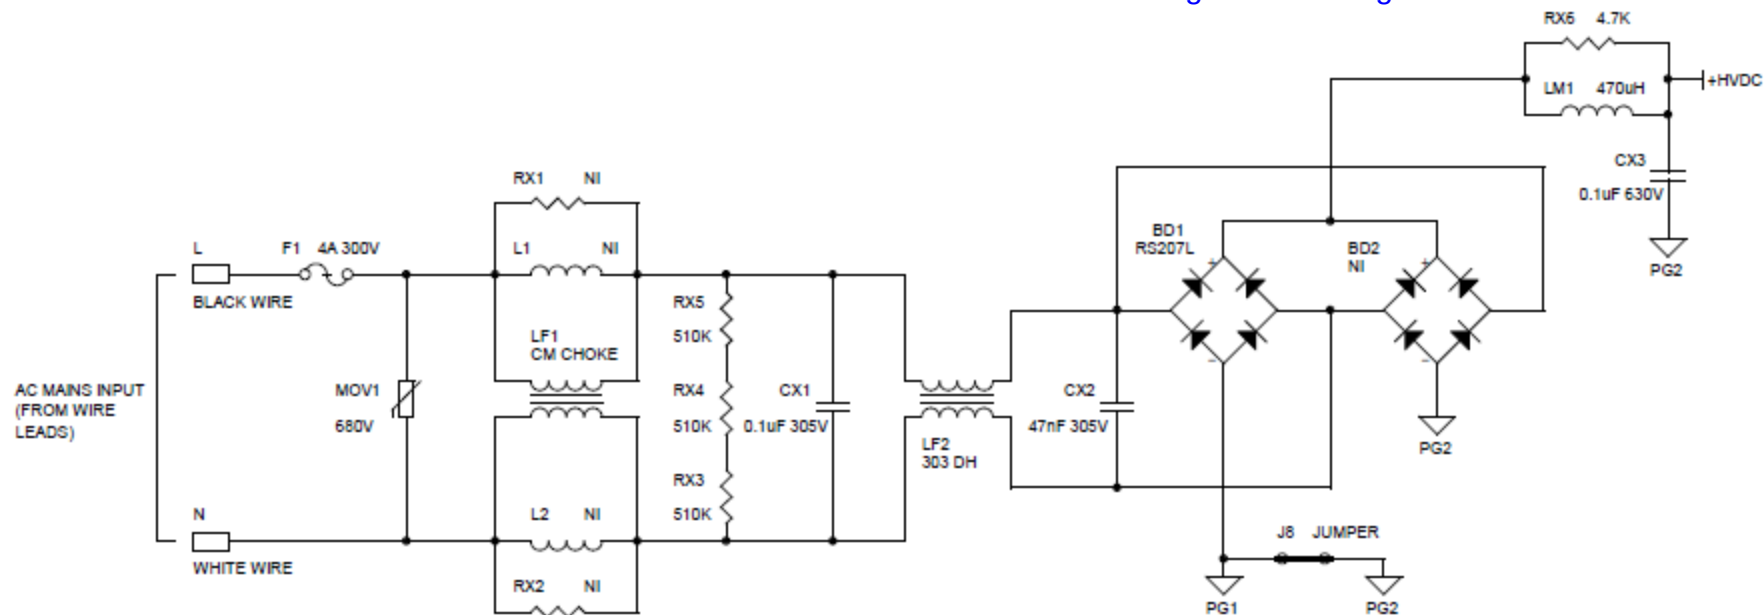 RX6 4.7K
LM1 470uH
+HVDC
CX3
0.1uF 630V
PG2
RX1 NI
L F1 4A 300V
L1 NI
BLACK WIRE
BD1
RS207L
BD2
NI
+
+
RX5
510K
LF1
CM CHOKE
AC MAINS INPUT
(FROM WIRE
LEADS)
MOV1
680V
RX4
510K
CX1
0.1uF 305V
CX2
47nF 305V
-
-
LF2
303 DH
PG2
RX3
510K
N
L2 NI
WHITE WIRE
RX2 NI
J8 JUMPER
PG1
PG2